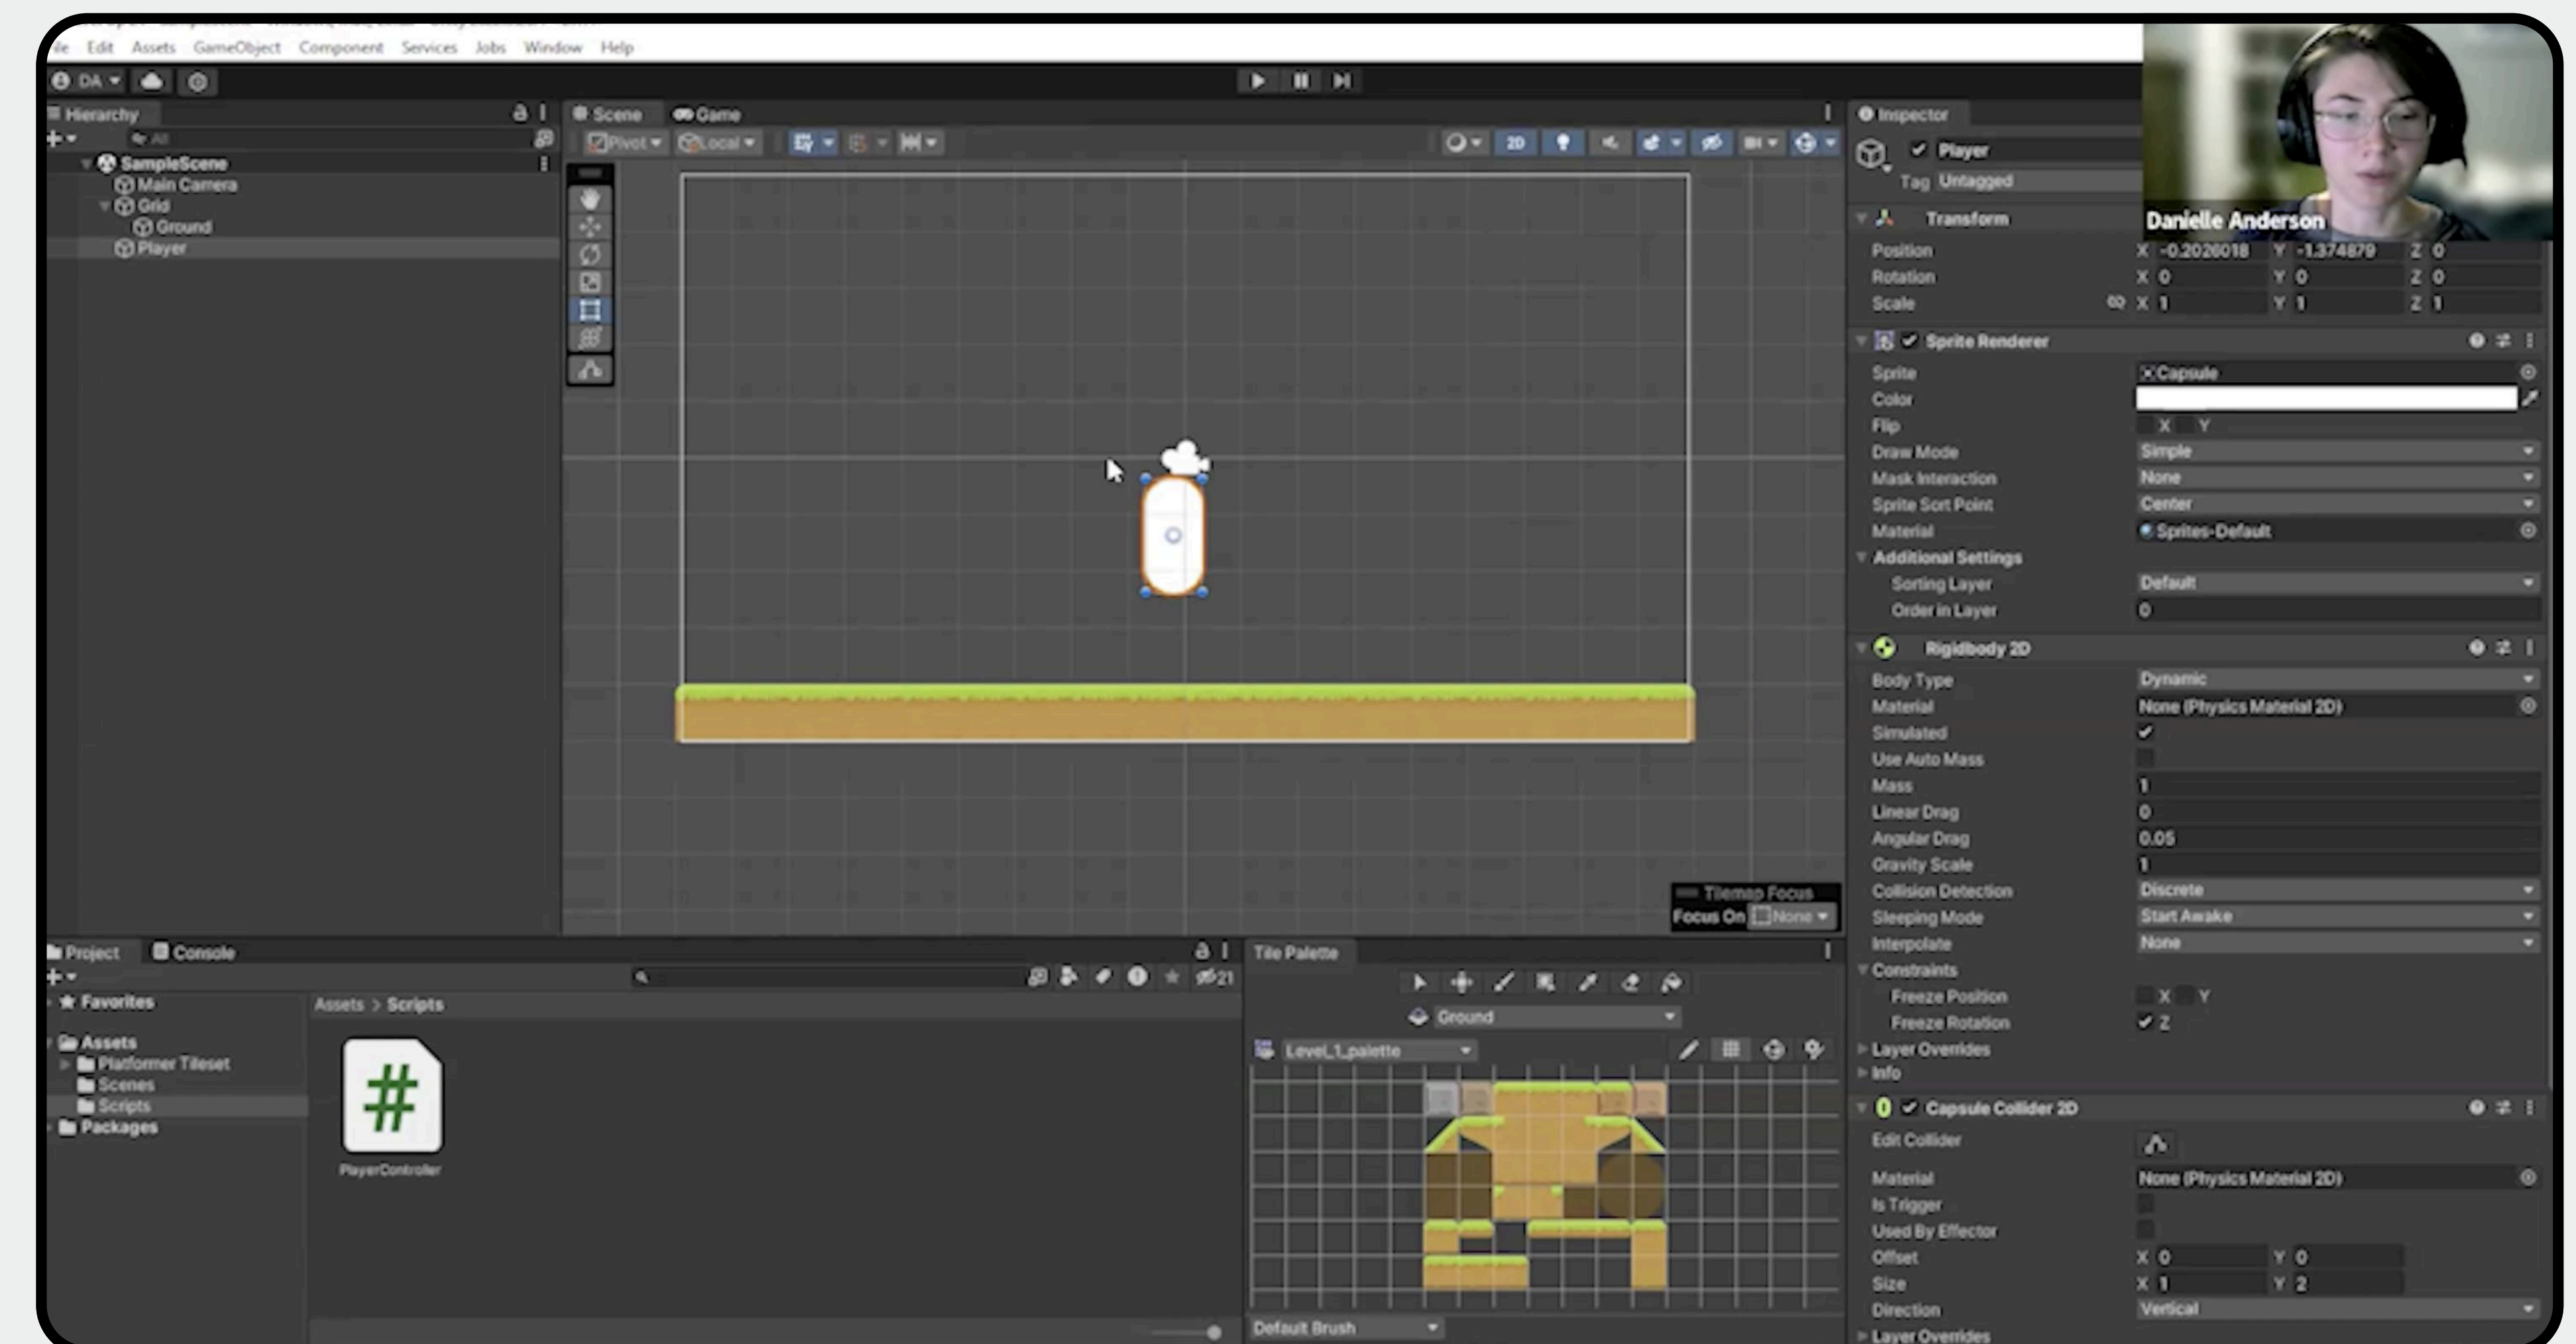 Edit Assets GameObject Component Services Jobs Window Help
DA
Hierarchy
All
SampleScene
Main Camera
Grid
Ground
Player
Scene Game
Pivot Local
2D
Tilemap Focus
Focus On None
Inspector
Player
Tag Untagged
Danielle Anderson
Transform
Position X -0.2026018 Y -1.374879 Z 0
Rotation X 0 Y 0 Z 0
Scale X 1 Y 1 Z 1
Sprite Renderer
Sprite Capsule
Color
Flip X Y
Draw Mode Simple
Mask Interaction None
Sprite Sort Point Center
Material Sprites-Default
Additional Settings
Sorting Layer Default
Order in Layer 0
Rigidbody 2D
Body Type Dynamic
Material None (Physics Material 2D)
Simulated
Use Auto Mass
Mass 1
Linear Drag 0
Angular Drag 0.05
Gravity Scale 1
Collision Detection Discrete
Sleeping Mode Start Awake
Interpolate None
Constraints
Freeze Position X Y
Freeze Rotation Z
Layer Overrides
Info
Capsule Collider 2D
Edit Collider
Material None (Physics Material 2D)
Is Trigger
Used By Effector
Offset X 0 Y 0
Size X 1 Y 2
Direction Vertical
Layer Overrides
Project Console
21
Favorites
Assets
Platformer Tileset
Scenes
Scripts
Packages
Assets > Scripts
#
PlayerController
Tile Palette
Ground
Level_1_palette
Default Brush